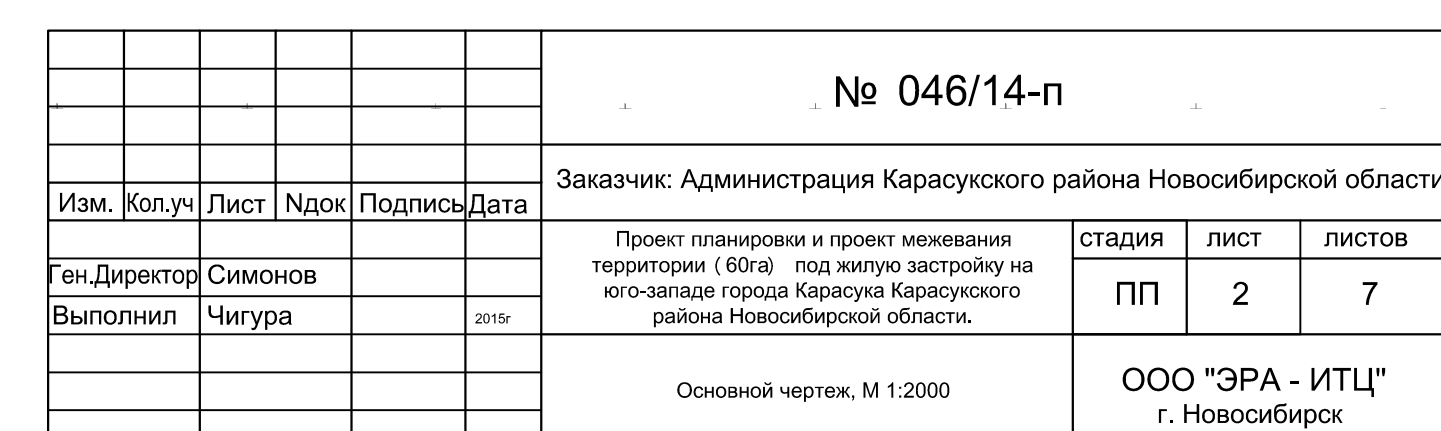 № 046/14-п
Заказчик: Администрация Карасукского района Новосибирской области
Изм. Кол.уч Лист Nдок Подпись Дата
Проект планировки и проект межевания
территории ( 60га) под жилую застройку на
юго-западе города Карасука Карасукского
района Новосибирской области.
стадия лист листов
ПП 2 7
Ген.Директор Симонов
Выполнил Чигура 2015г
Основной чертеж, М 1:2000
ООО "ЭРА - ИТЦ"
г. Новосибирск